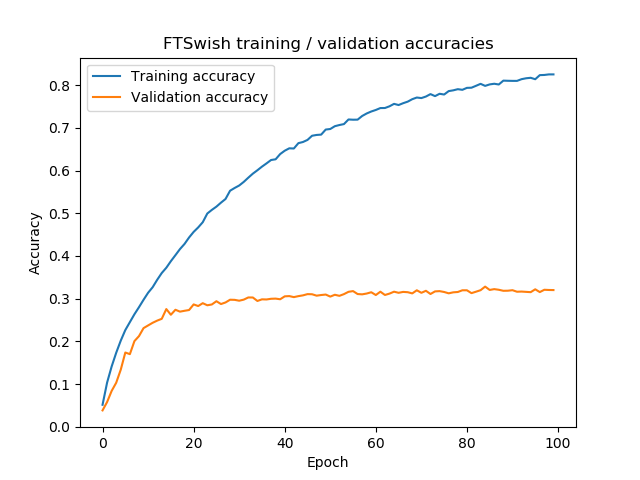 FTSwish training / validation accuracies
Training accuracy
Validation accuracy
Accuracy
0.8
0.7
0.6
0.5
0.4
0.3
0.2
0.1
0.0
0 20 40 60 80 100
Epoch